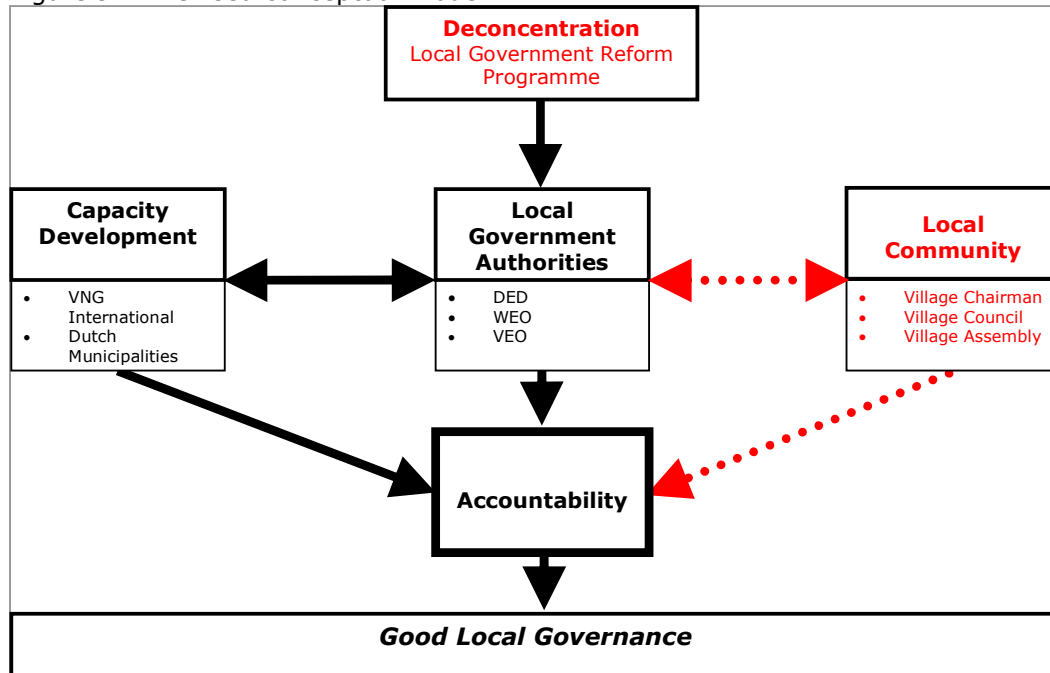 Deconcentration
Local Government Reform
Programme
Capacity
Development
• VNG
International
• Dutch
Municipalities
Local
Government
Authorities
• DED
• WEO
• VEO
Local
Community
• Village Chairman
• Village Council
• Village Assembly
Accountability
Good Local Governance